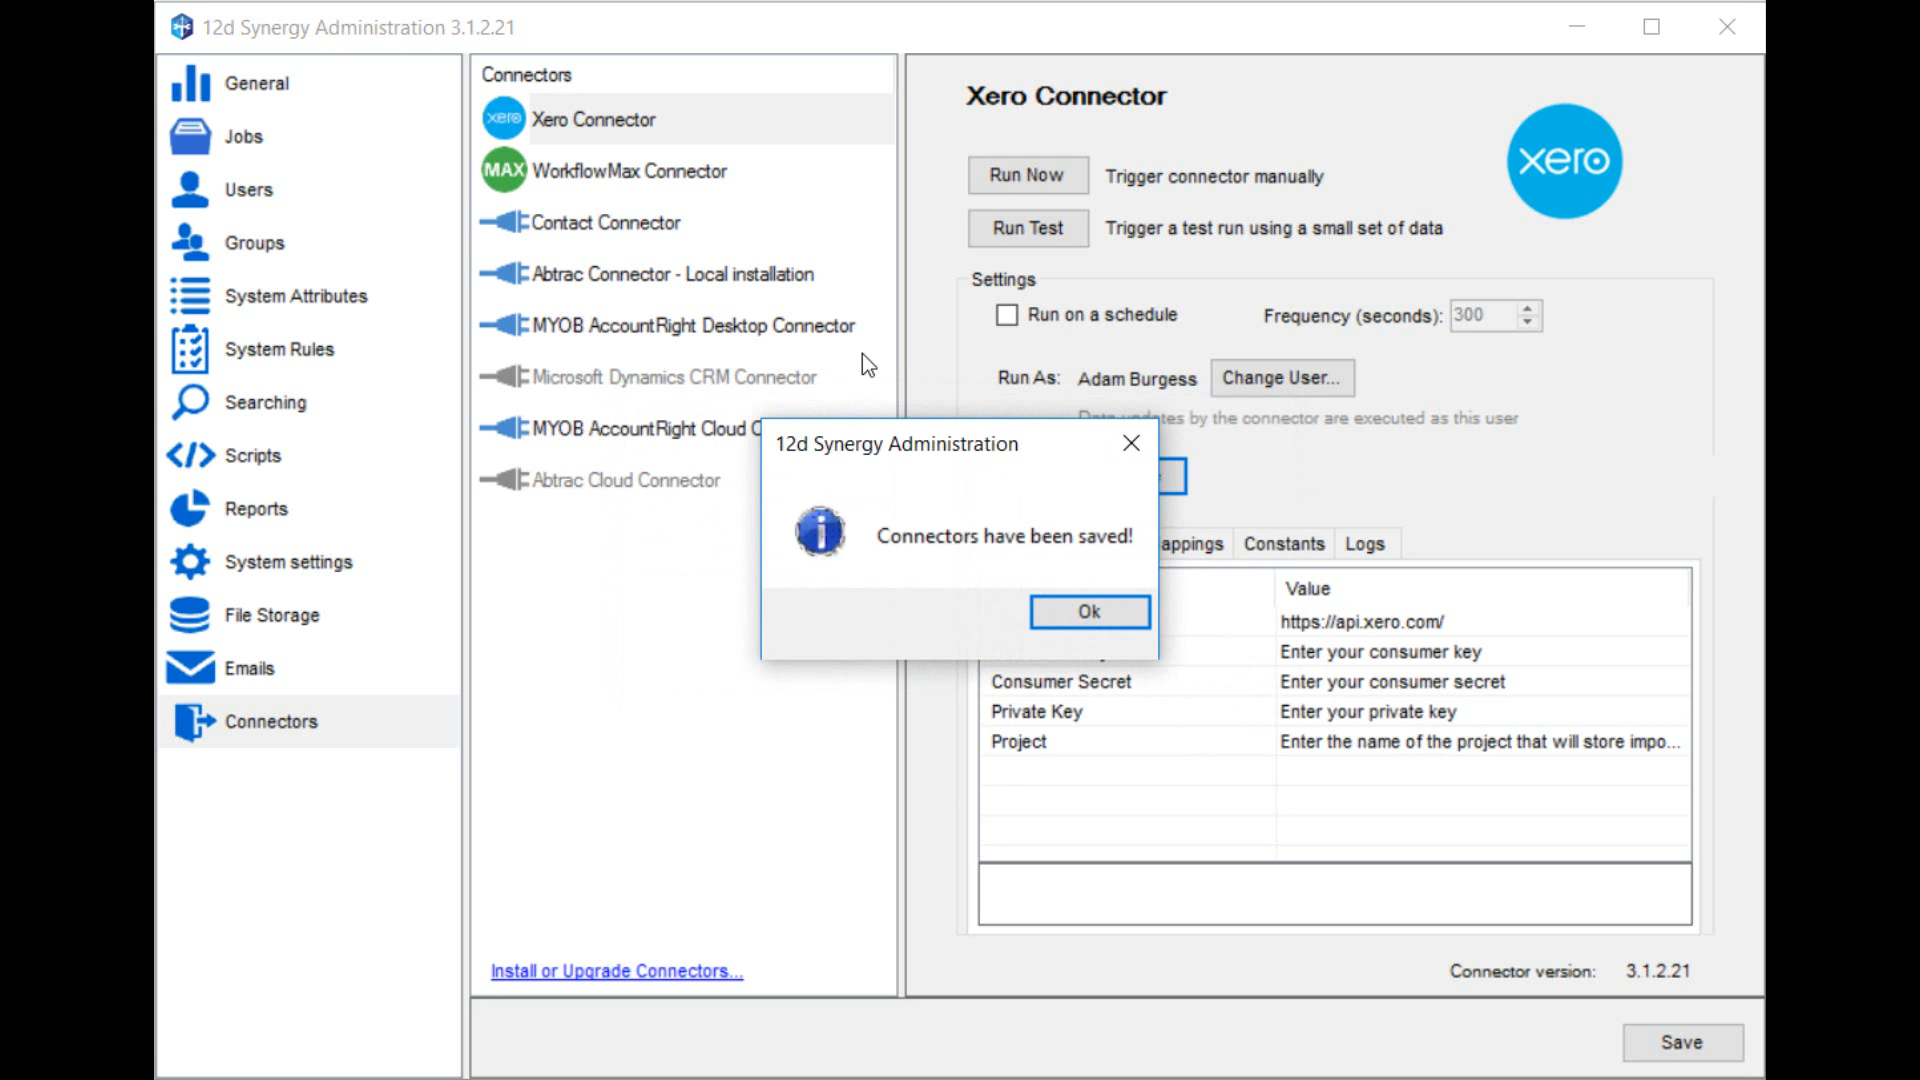 12d Synergy Administration 3.1.2.21
General
Jobs
Users
Groups
System Attributes
System Rules
Searching
Scripts
Reports
System settings
File Storage
Emails
Connectors
Connectors
xero Xero Connector
MAX WorkflowMax Connector
Contact Connector
Abtrac Connector - Local installation
MYOB AccountRight Desktop Connector
Microsoft Dynamics CRM Connector
MYOB AccountRight Cloud
Abtrac Cloud Connector
Install or Upgrade Connectors...
Xero Connector
xero
Run Now Trigger connector manually
Run Test Trigger a test run using a small set of data
Settings
Run on a schedule Frequency (seconds): 300
Run As: Adam Burgess Change User...
by the connector are executed as this user
12d Synergy Administration
Connectors have been saved!
Ok
Constants Logs
Value
https://api.xero.com/
Enter your consumer key
Consumer Secret Enter your consumer secret
Private Key Enter your private key
Project Enter the name of the project that will store impo...
Connector version: 3.1.2.21
Save